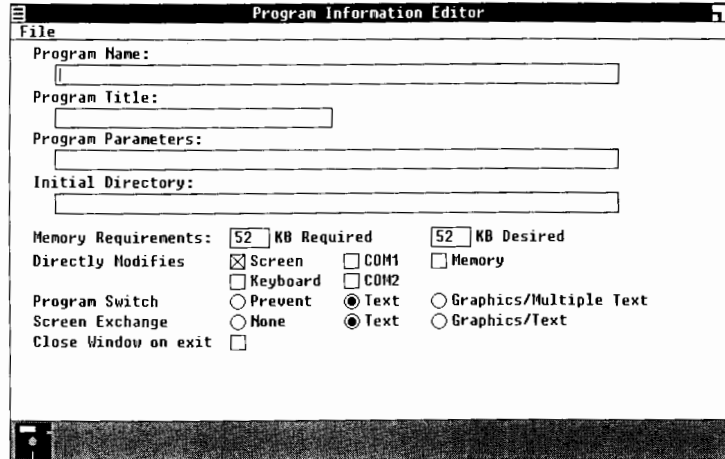 Program Information Editor
File
Program Name:
Program Title:
Program Parameters:
Initial Directory:
Memory Requirements: 52 KB Required 52 KB Desired
Directly Modifies Screen COM1 Memory
Keyboard COM2
Program Switch Prevent Text Graphics/Multiple Text
Screen Exchange None Text Graphics/Text
Close Window on exit